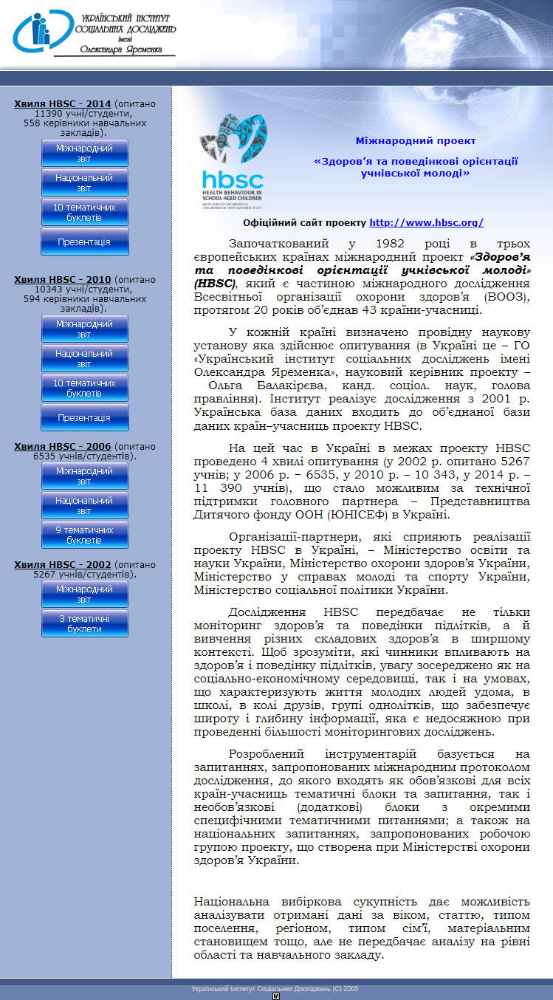 УКРАЇНСЬКИЙ ІНСТИТУТ
СОЦІАЛЬНИХ ДОСЛІДЖЕНЬ
імені
Олександра Яременка
Хвиля HBSC - 2014 (опитано
11390 учні/студенти,
558 керівники навчальних
закладів).
Міжнародний
звіт
Національний
звіт
10 тематичних
буклетів
Презентація
Хвиля HBSC - 2010 (опитано
10343 учні/студенти,
594 керівники навчальних
закладів).
Міжнародний
звіт
Національний
звіт
10 тематичних
буклетів
Презентація
Хвиля HBSC - 2006 (опитано
6535 учнів/студентів).
Міжнародний
звіт
Національний
звіт
9 тематичних
буклетів
Хвиля HBSC - 2002 (опитано
5267 учнів/студентів).
Міжнародний
звіт
3 тематичні
буклети
hbsc
HEALTH BEHAVIOUR IN
SCHOOL-AGED CHILDREN
WORLD HEALTH ORGANIZATION
COLLABORATIVE CROSS-NATIONAL STUDY
Міжнародний проект
«Здоров’я та поведінкові орієнтації
учнівської молоді»
Офіційний сайт проекту http://www.hbsc.org/
Започаткований у 1982 році в трьох
європейських країнах міжнародний проект «Здоров’я
та поведінкові орієнтації учнівської молоді»
(HBSC), який є частиною міжнародного дослідження
Всесвітньої організації охорони здоров’я (ВООЗ),
протягом 20 років об’єднав 43 країни-учасниці.
У кожній країні визначено провідну наукову
установу яка здійснює опитування (в Україні це – ГО
«Український інститут соціальних досліджень імені
Олександра Яременка», науковий керівник проекту –
Ольга Балакірєва, канд. соціол. наук, голова
правління). Інститут реалізує дослідження з 2001 р.
Українська база даних входить до об’єднаної бази
даних країн–учасниць проекту HBSC.
На цей час в Україні в межах проекту HBSC
проведено 4 хвилі опитування (у 2002 р. опитано 5267
учнів; у 2006 р. – 6535, у 2010 р. – 10 343, у 2014 р. –
11 390 учнів), що стало можливим за технічної
підтримки головного партнера – Представництва
Дитячого фонду ООН (ЮНІСЕФ) в Україні.
Організації-партнери, які сприяють реалізації
проекту HBSC в Україні, – Міністерство освіти та
науки України, Міністерство охорони здоров’я України,
Міністерство у справах молоді та спорту України,
Міністерство соціальної політики України.
Дослідження HBSC передбачає не тільки
моніторинг здоров’я та поведінки підлітків, а й
вивчення різних складових здоров’я в ширшому
контексті. Щоб зрозуміти, які чинники впливають на
здоров’я і поведінку підлітків, увагу зосереджено як на
соціально-економічному середовищі, так і на умовах,
що характеризують життя молодих людей удома, в
школі, в колі друзів, групі однолітків, що забезпечує
широту і глибину інформації, яка є недосяжною при
проведенні більшості моніторингових досліджень.
Розроблений інструментарій базується на
запитаннях, запропонованих міжнародним протоколом
дослідження, до якого входять як обов’язкові для всіх
країн-учасниць тематичні блоки та запитання, так і
необов’язкові (додаткові) блоки з окремими
специфічними тематичними питаннями; а також на
національних запитаннях, запропонованих робочою
групою проекту, що створена при Міністерстві охорони
здоров’я України.
Національна вибіркова сукупність дає можливість
аналізувати отримані дані за віком, статтю, типом
поселення, регіоном, типом сім’ї, матеріальним
становищем тощо, але не передбачає аналізу на рівні
області та навчального закладу.
Український Інститут Соціальних Досліджень (C) 2005
M